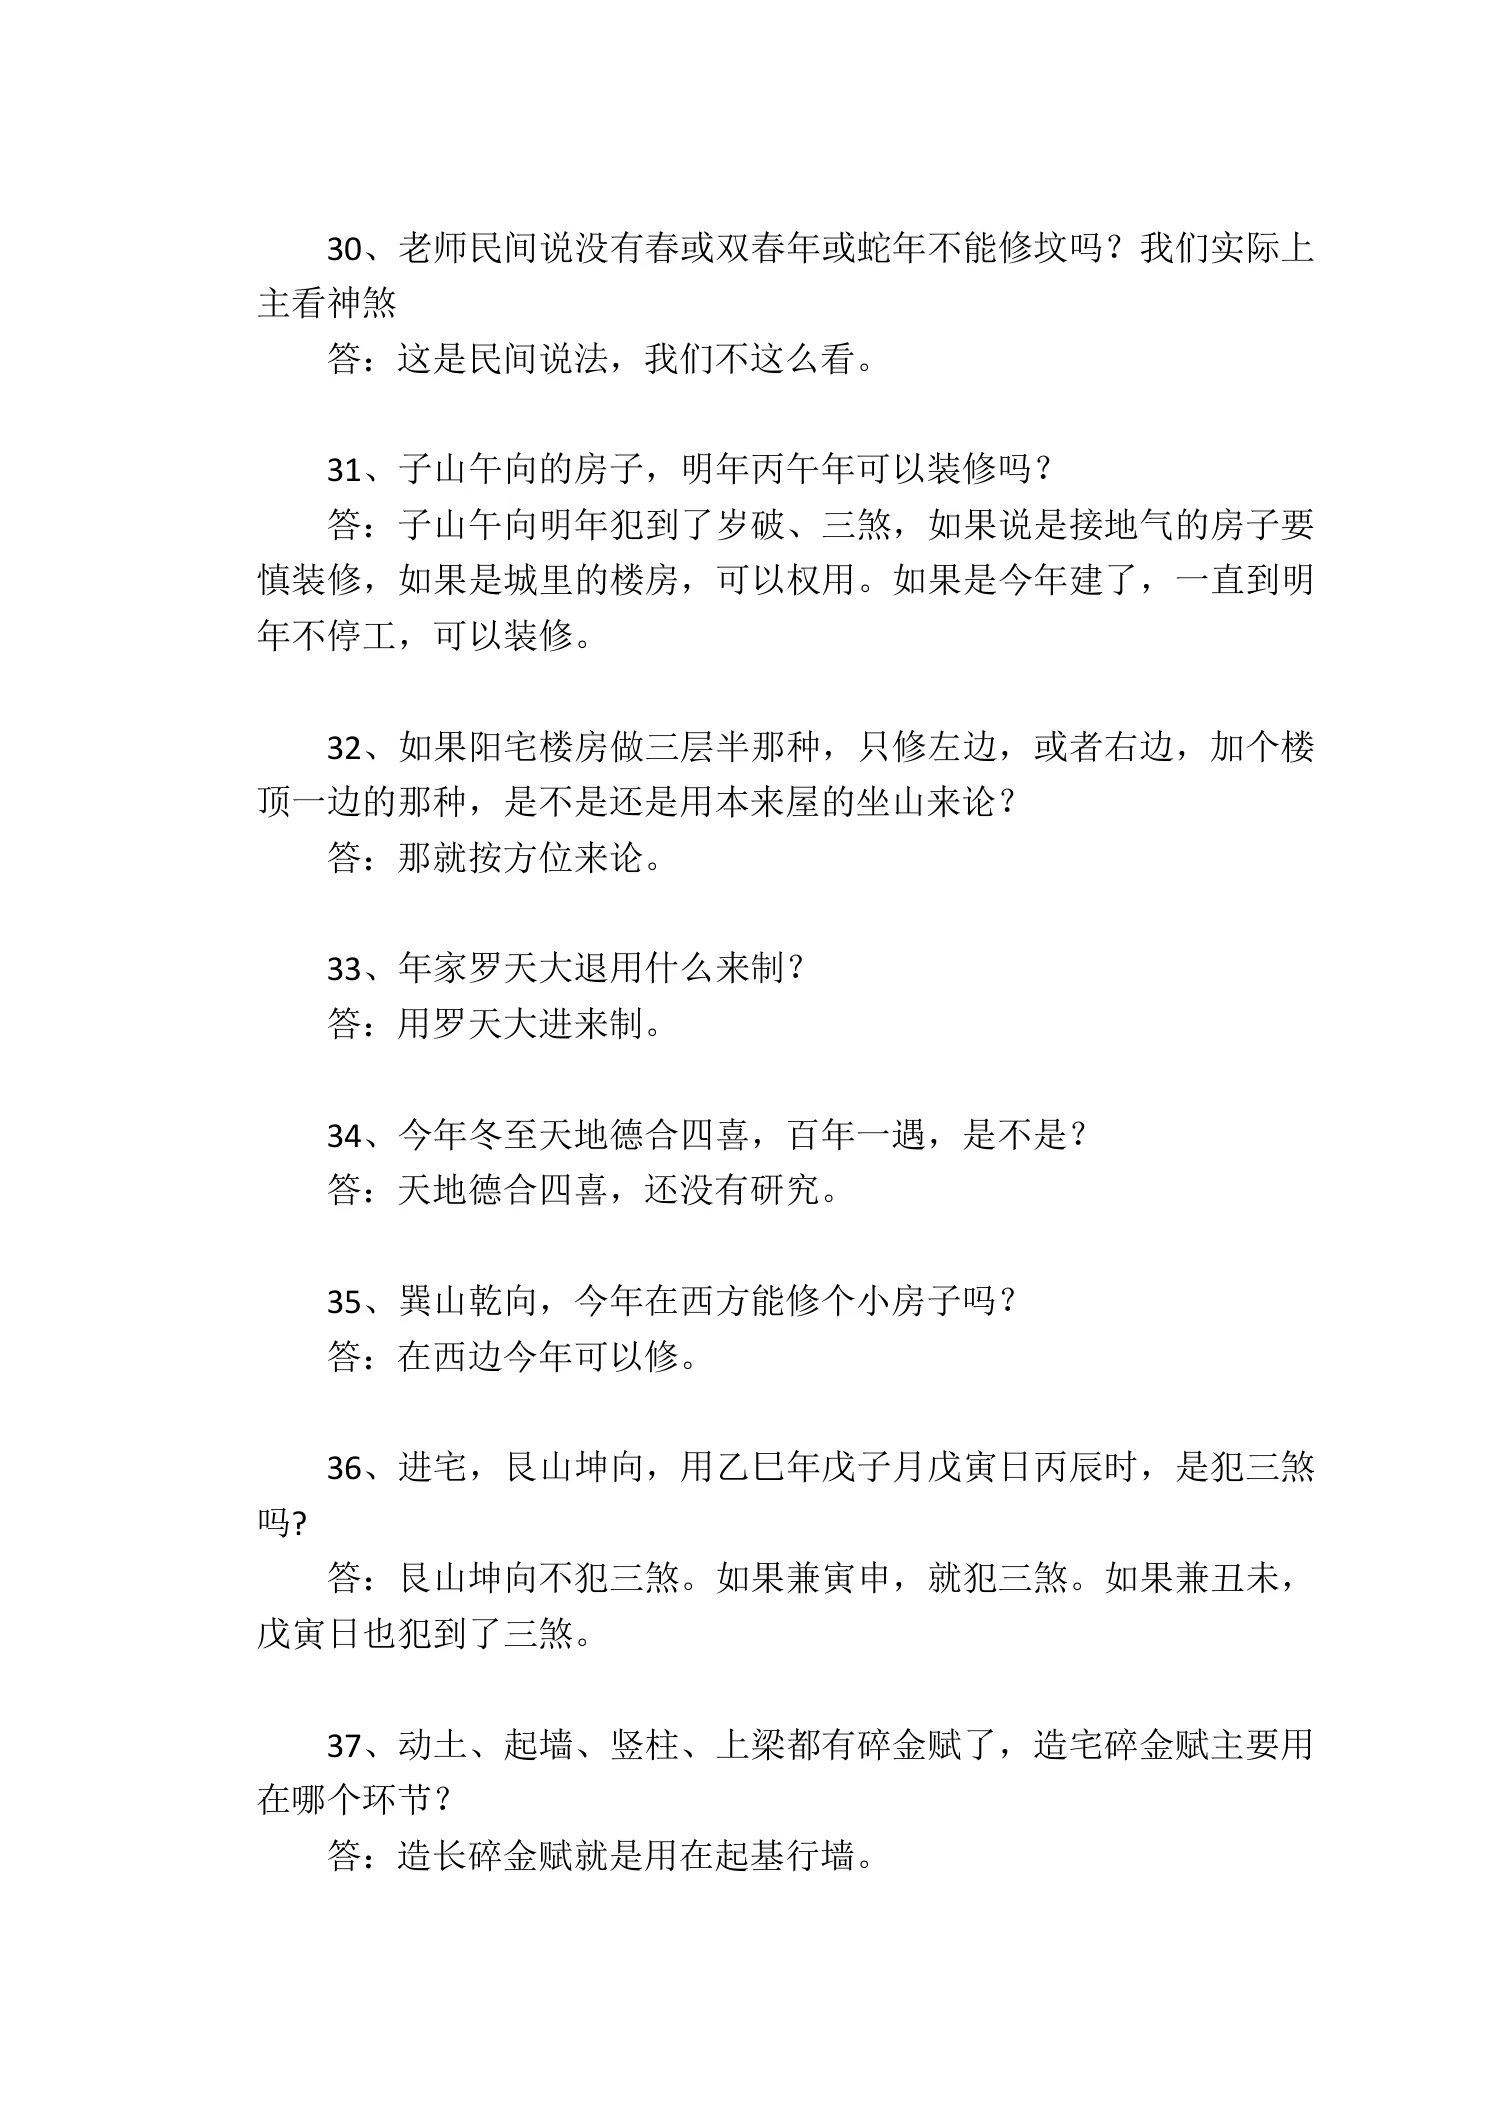 30、老师民间说没有春或双春年或蛇年不能修坟吗？我们实际上
主看神煞
答：这是民间说法，我们不这么看。
31、子山午向的房子，明年丙午年可以装修吗？
答：子山午向明年犯到了岁破、三煞，如果说是接地气的房子要
慎装修，如果是城里的楼房，可以权用。如果是今年建了，一直到明
年不停工，可以装修。
32、如果阳宅楼房做三层半那种，只修左边，或者右边，加个楼
顶一边的那种，是不是还是用本来屋的坐山来论？
答：那就按方位来论。
33、年家罗天大退用什么来制？
答：用罗天大进来制。
34、今年冬至天地德合四喜，百年一遇，是不是？
答：天地德合四喜，还没有研究。
35、巽山乾向，今年在西方能修个小房子吗？
答：在西边今年可以修。
36、进宅，艮山坤向，用乙巳年戊子月戊寅日丙辰时，是犯三煞
吗?
答：艮山坤向不犯三煞。如果兼寅申，就犯三煞。如果兼丑未，
戊寅日也犯到了三煞。
37、动土、起墙、竖柱、上梁都有碎金赋了，造宅碎金赋主要用
在哪个环节？
答：造长碎金赋就是用在起基行墙。